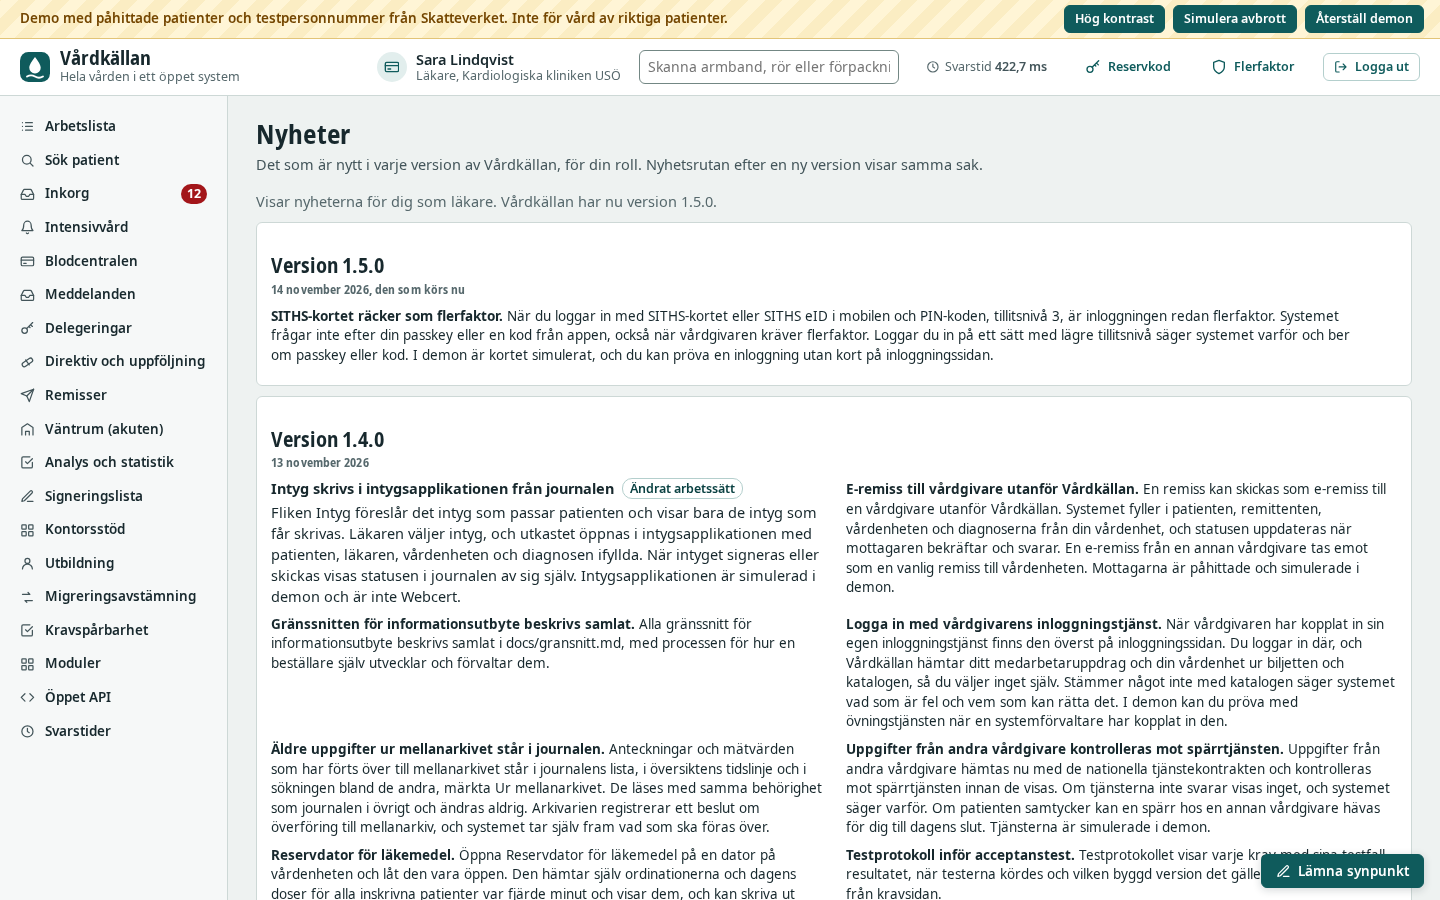 Demo med påhittade patienter och testpersonnummer från Skatteverket. Inte för vård av riktiga patienter.
Hög kontrast
Simulera avbrott
Återställ demon
Vårdkällan
Hela vården i ett öppet system
Sara Lindqvist
Läkare, Kardiologiska kliniken USÖ
Skanna armband, rör eller förpackni
Svarstid 422,7 ms
Reservkod
Flerfaktor
Logga ut
Arbetslista
Sök patient
Inkorg
12
Intensivvård
Blodcentralen
Meddelanden
Delegeringar
Direktiv och uppföljning
Remisser
Väntrum (akuten)
Analys och statistik
Signeringslista
Kontorsstöd
Utbildning
Migreringsavstämning
Kravspårbarhet
Moduler
Öppet API
Svarstider
Nyheter
Det som är nytt i varje version av Vårdkällan, för din roll. Nyhetsrutan efter en ny version visar samma sak.
Visar nyheterna för dig som läkare. Vårdkällan har nu version 1.5.0.
Version 1.5.0
14 november 2026, den som körs nu
SITHS-kortet räcker som flerfaktor. När du loggar in med SITHS-kortet eller SITHS eID i mobilen och PIN-koden, tillitsnivå 3, är inloggningen redan flerfaktor. Systemet
frågar inte efter din passkey eller en kod från appen, också när vårdgivaren kräver flerfaktor. Loggar du in på ett sätt med lägre tillitsnivå säger systemet varför och ber
om passkey eller kod. I demon är kortet simulerat, och du kan pröva en inloggning utan kort på inloggningssidan.
Version 1.4.0
13 november 2026
Intyg skrivs i intygsapplikationen från journalen
Ändrat arbetssätt
Fliken Intyg föreslår det intyg som passar patienten och visar bara de intyg som
får skrivas. Läkaren väljer intyg, och utkastet öppnas i intygsapplikationen med
patienten, läkaren, vårdenheten och diagnosen ifyllda. När intyget signeras eller
skickas visas statusen i journalen av sig själv. Intygsapplikationen är simulerad i
demon och är inte Webcert.
E-remiss till vårdgivare utanför Vårdkällan. En remiss kan skickas som e-remiss till
en vårdgivare utanför Vårdkällan. Systemet fyller i patienten, remittenten,
vårdenheten och diagnoserna från din vårdenhet, och statusen uppdateras när
mottagaren bekräftar och svarar. En e-remiss från en annan vårdgivare tas emot
som en vanlig remiss till vårdenheten. Mottagarna är påhittade och simulerade i
demon.
Gränssnitten för informationsutbyte beskrivs samlat. Alla gränssnitt för
informationsutbyte beskrivs samlat i docs/gransnitt.md, med processen för hur en
beställare själv utvecklar och förvaltar dem.
Logga in med vårdgivarens inloggningstjänst. När vårdgivaren har kopplat in sin
egen inloggningstjänst finns den överst på inloggningssidan. Du loggar in där, och
Vårdkällan hämtar ditt medarbetaruppdrag och din vårdenhet ur biljetten och
katalogen, så du väljer inget själv. Stämmer något inte med katalogen säger systemet
vad som är fel och vem som kan rätta det. I demon kan du pröva med
övningstjänsten när en systemförvaltare har kopplat in den.
Äldre uppgifter ur mellanarkivet står i journalen. Anteckningar och mätvärden
som har förts över till mellanarkivet står i journalens lista, i översiktens tidslinje och i
sökningen bland de andra, märkta Ur mellanarkivet. De läses med samma behörighet
som journalen i övrigt och ändras aldrig. Arkivarien registrerar ett beslut om
överföring till mellanarkiv, och systemet tar själv fram vad som ska föras över.
Uppgifter från andra vårdgivare kontrolleras mot spärrtjänsten. Uppgifter från
andra vårdgivare hämtas nu med de nationella tjänstekontrakten och kontrolleras
mot spärrtjänsten innan de visas. Om tjänsterna inte svarar visas inget, och systemet
säger varför. Om patienten samtycker kan en spärr hos en annan vårdgivare hävas
för dig till dagens slut. Tjänsterna är simulerade i demon.
Reservdator för läkemedel. Öppna Reservdator för läkemedel på en dator på
vårdenheten och låt den vara öppen. Den hämtar själv ordinationerna och dagens
doser för alla inskrivna patienter var fjärde minut och visar dem, och kan skriva ut
Testprotokoll inför acceptanstest. Testprotokollet visar varje krav med sina testfall,
resultatet, när testerna kördes och vilken byggd version det gälle
från kravsidan.
Lämna synpunkt